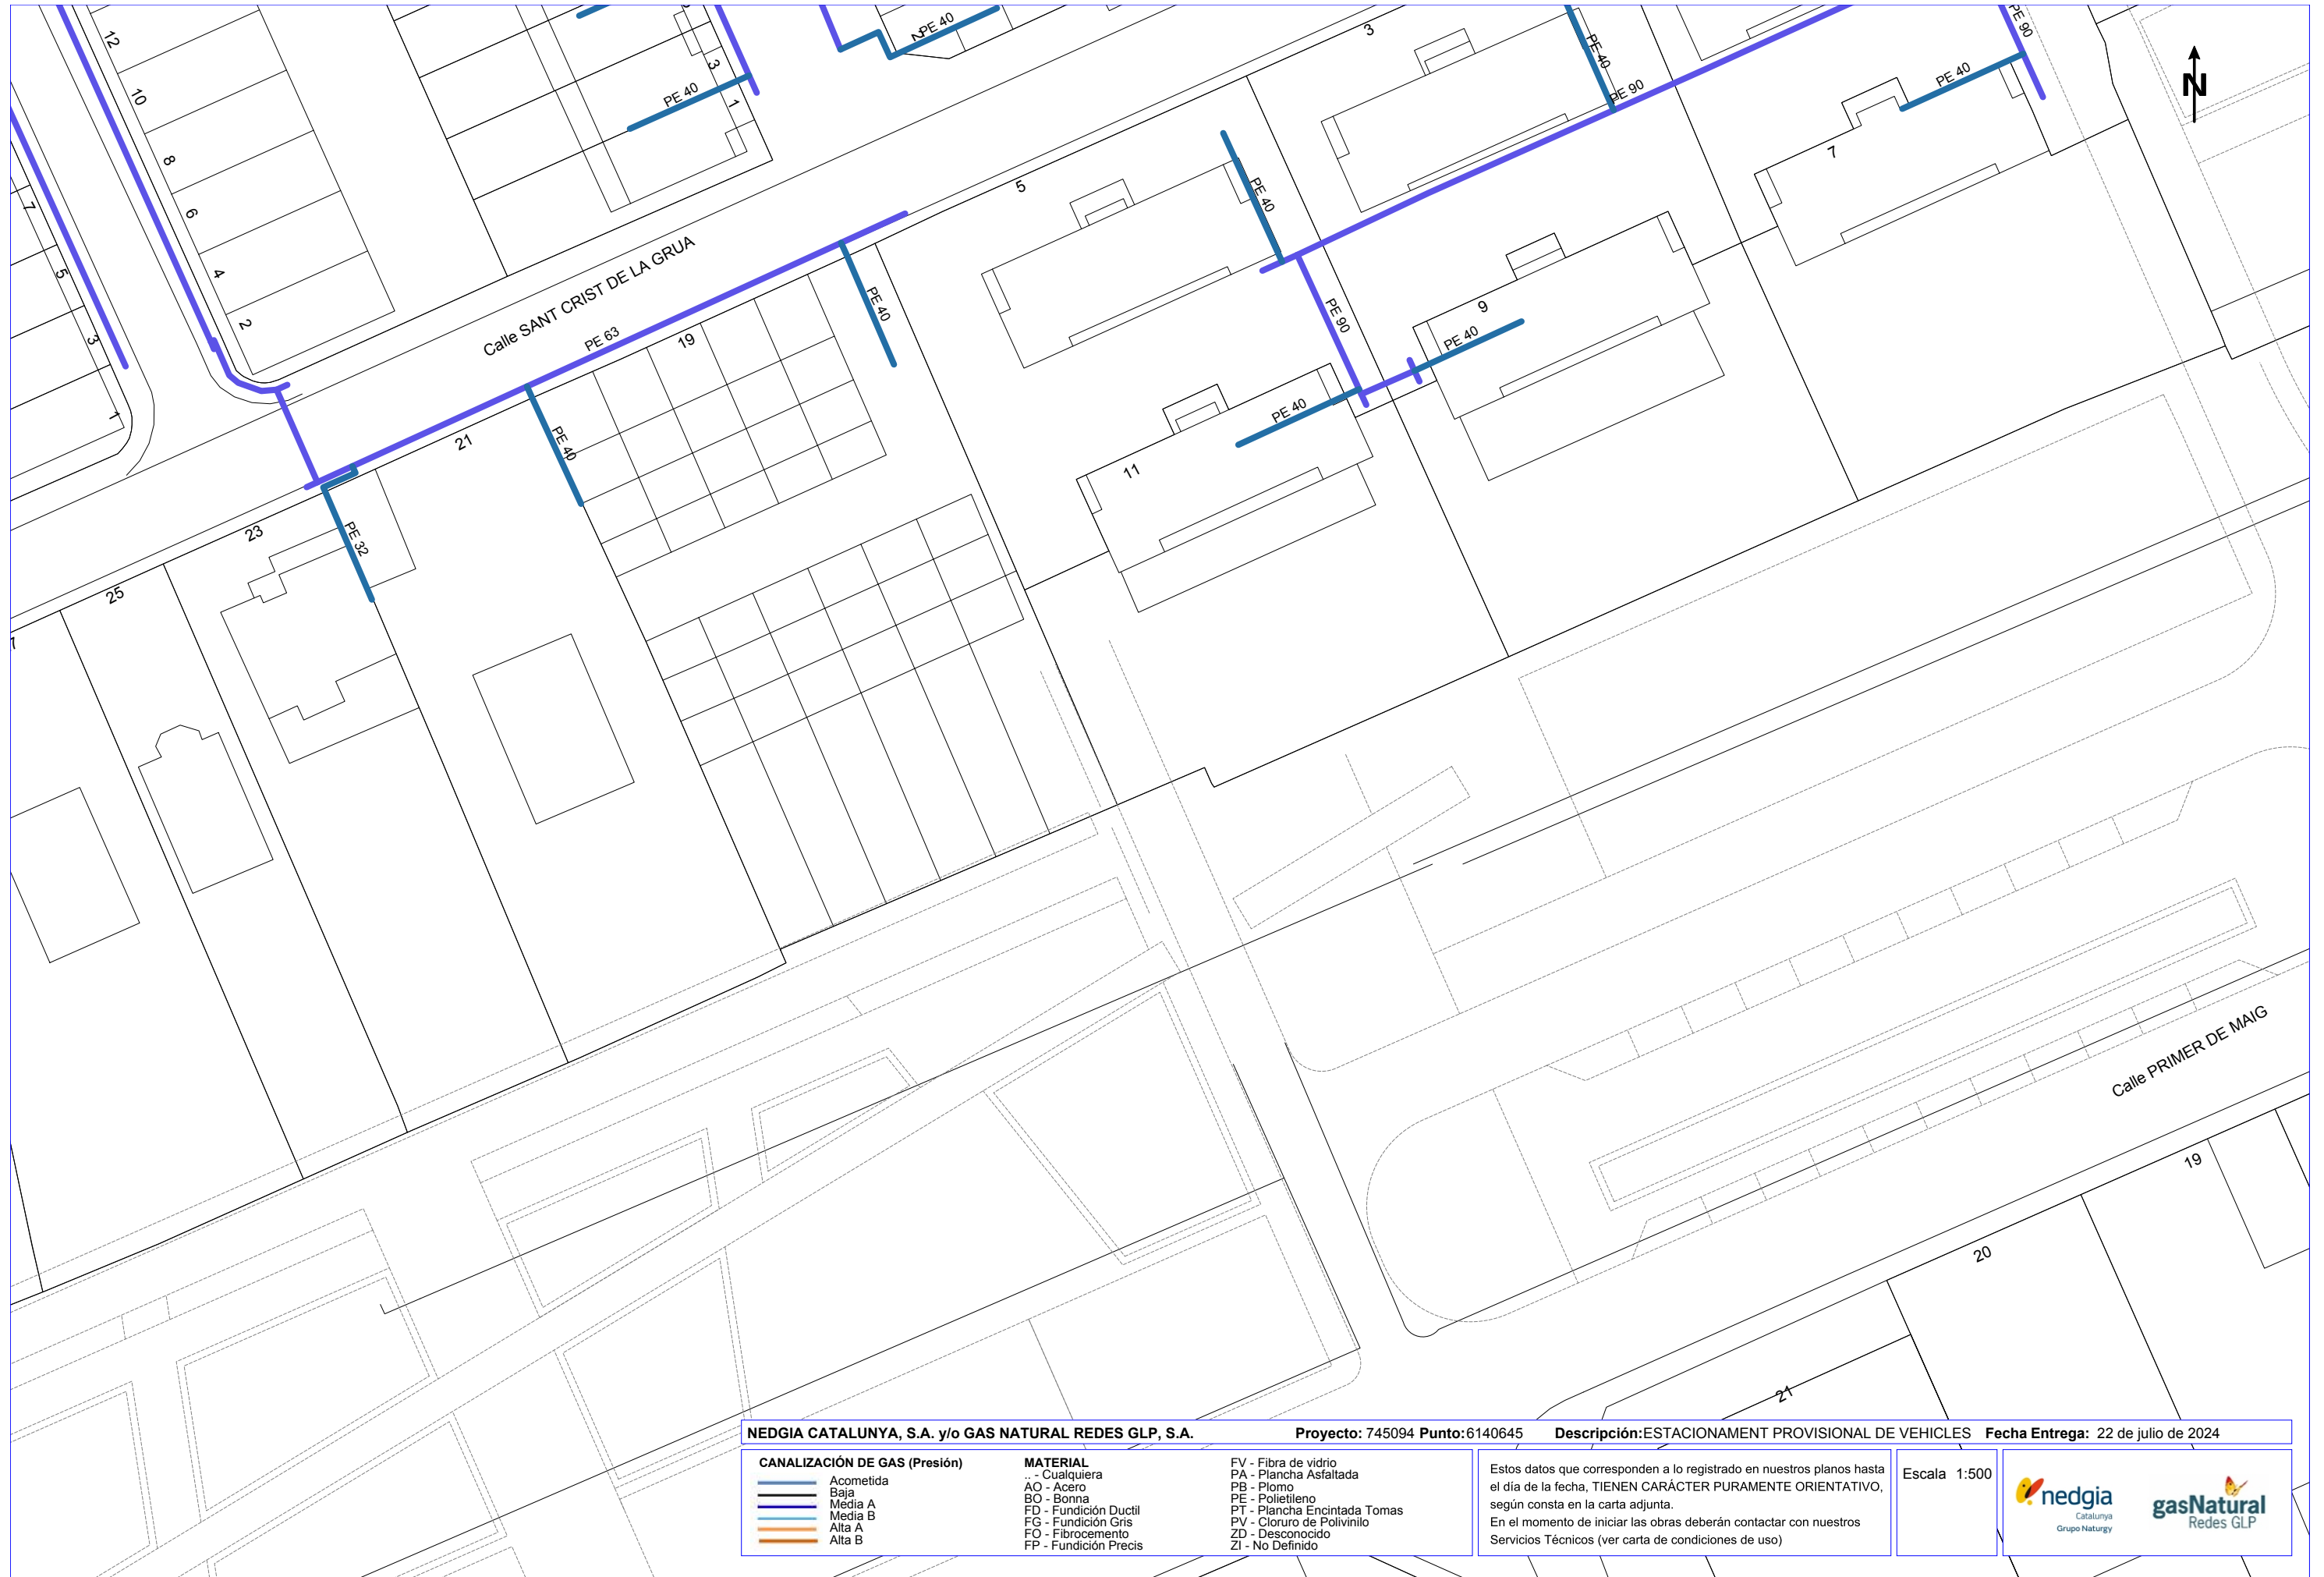 12
10
8
6
4
2
7
5
3
1
3
1
PE 40
2
PE 40
3
PE 40
PE 90
PE 90
PE 40
7
N
5
PE 40
Calle SANT CRIST DE LA GRUA
PE 63
PE 40
19
PE 90
9
PE 40
PE 40
11
21
PE 40
23
PE 32
25
Calle PRIMER DE MAIG
19
20
21
NEDGIA CATALUNYA, S.A. y/o GAS NATURAL REDES GLP, S.A. Proyecto: 745094 Punto:6140645 Descripción:ESTACIONAMENT PROVISIONAL DE VEHICLES Fecha Entrega: 22 de julio de 2024
CANALIZACIÓN DE GAS (Presión)
Acometida
Baja
Media A
Media B
Alta A
Alta B
MATERIAL
.. - Cualquiera
AO - Acero
BO - Bonna
FD - Fundición Ductil
FG - Fundición Gris
FO - Fibrocemento
FP - Fundición Precis
FV - Fibra de vidrio
PA - Plancha Asfaltada
PB - Plomo
PE - Polietileno
PT - Plancha Encintada Tomas
PV - Cloruro de Polivinilo
ZD - Desconocido
ZI - No Definido
Estos datos que corresponden a lo registrado en nuestros planos hasta
el día de la fecha, TIENEN CARÁCTER PURAMENTE ORIENTATIVO,
según consta en la carta adjunta.
En el momento de iniciar las obras deberán contactar con nuestros
Servicios Técnicos (ver carta de condiciones de uso)
Escala 1:500
nedgia
Catalunya
Grupo Naturgy
gasNatural
Redes GLP